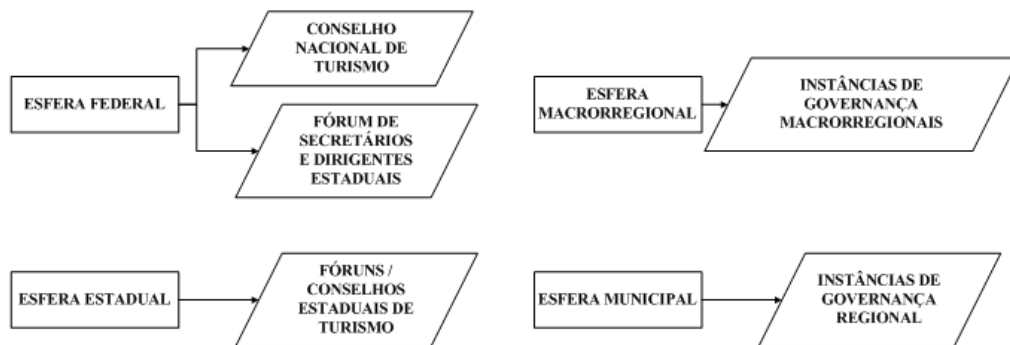 CONSELHO
NACIONAL DE
TURISMO
ESFERA FEDERAL
FÓRUM DE
SECRETÁRIOS
E DIRIGENTES
ESTADUAIS
ESFERA
MACRORREGIONAL
INSTÂNCIAS DE
GOVERNANÇA
MACRORREGIONAIS
ESFERA ESTADUAL
FÓRUNS /
CONSELHOS
ESTADUAIS DE
TURISMO
ESFERA MUNICIPAL
INSTÂNCIAS DE
GOVERNANÇA
REGIONAL